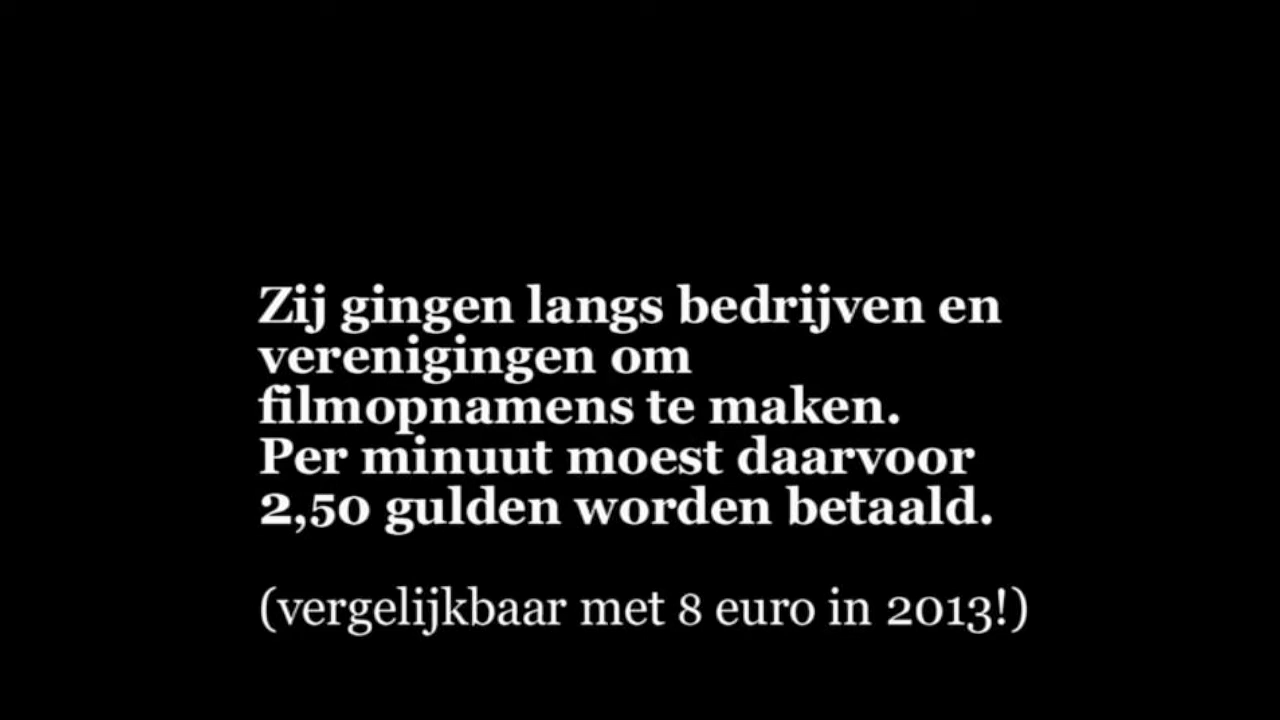 Zij gingen langs bedrijven en
verenigingen om
filmopnamens te maken.
Per minuut moest daarvoor
2,50 gulden worden betaald.
(vergelijkbaar met 8 euro in 2013!)